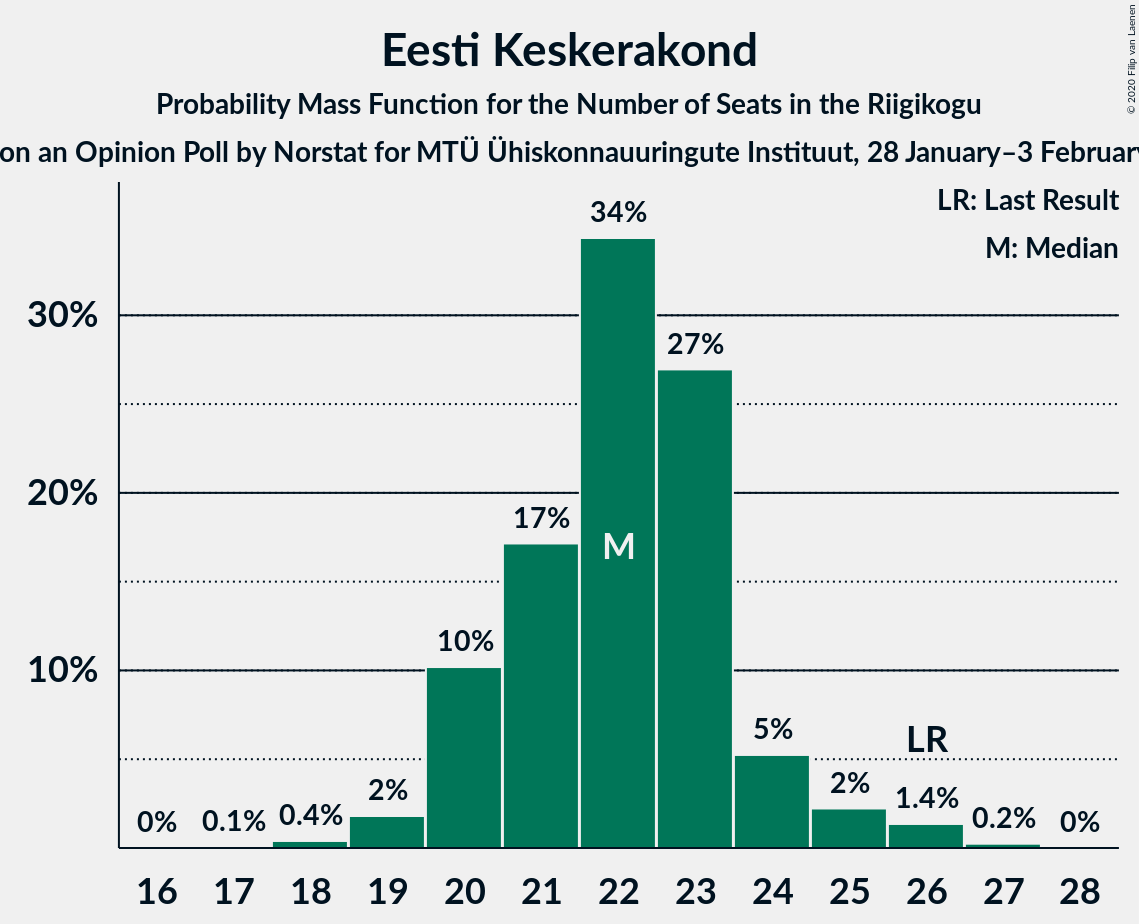 Eesti Keskerakond
Probability Mass Function for the Number of Seats in the Riigikogu
on an Opinion Poll by Norstat for MTÜ Ühiskonnauuringute Instituut, 28 January–3 February
© 2020 Filip van Laenen
LR: Last Result
M: Median
34%
30%
27%
20%
17%
M
10%
10%
5%
LR
2%
2%
1.4%
0%
0.1%
0.4%
0.2%
0%
16 17 18 19 20 21 22 23 24 25 26 27 28